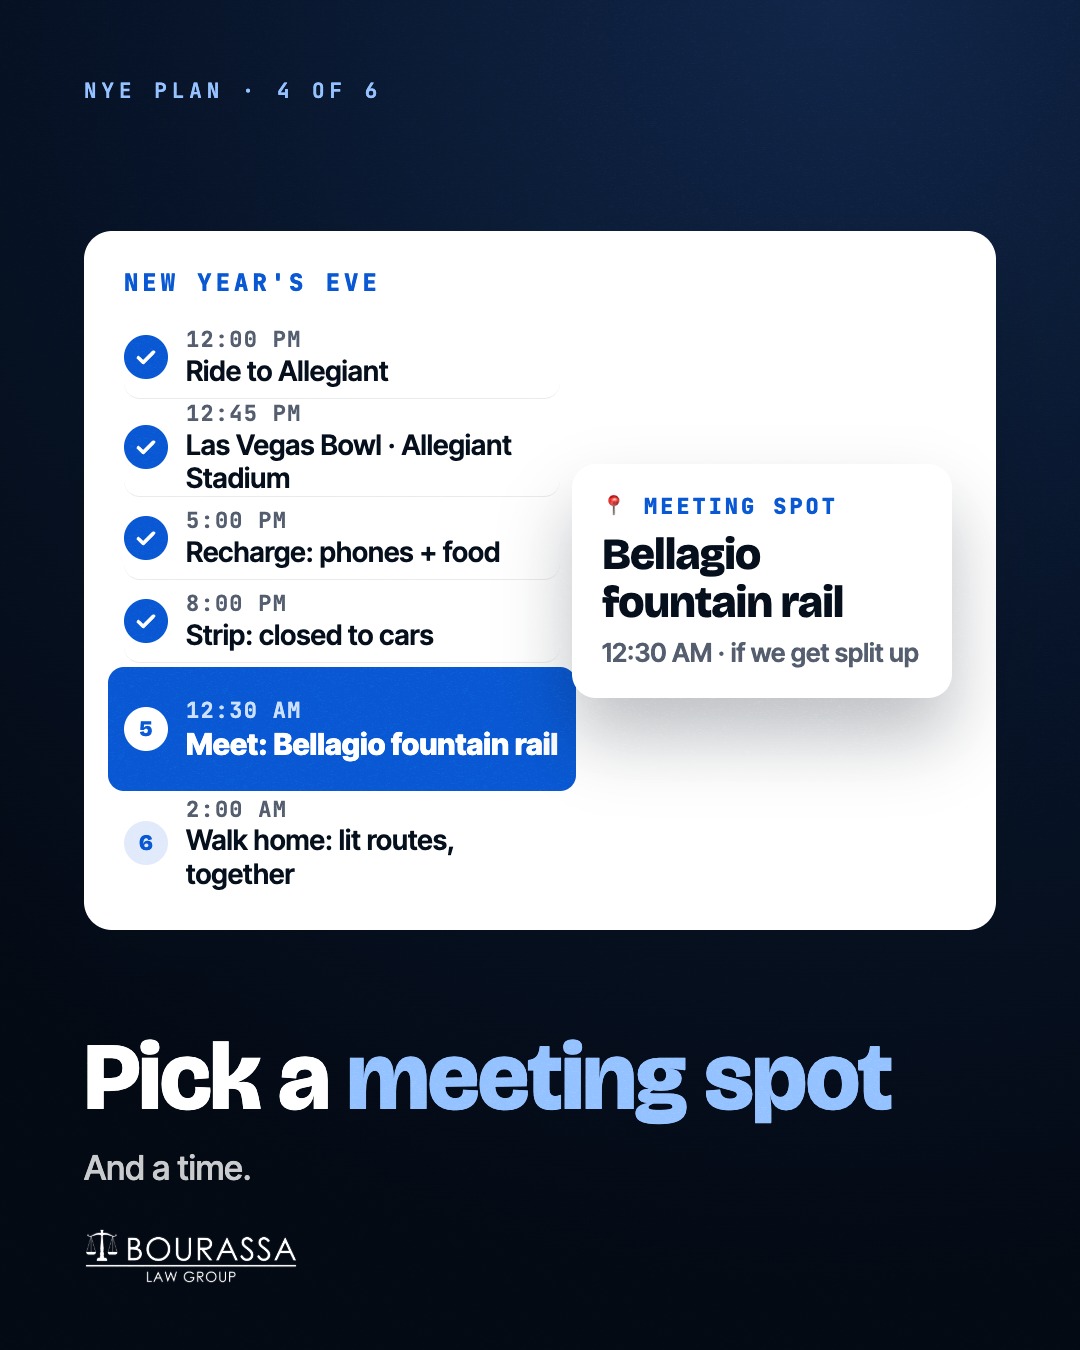 NYE PLAN · 4 OF 6
NEW YEAR'S EVE
12:00 PM
Ride to Allegiant
12:45 PM
Las Vegas Bowl · Allegiant
Stadium
5:00 PM
Recharge: phones + food
8:00 PM
Strip: closed to cars
5
12:30 AM
Meet: Bellagio fountain rail
6
2:00 AM
Walk home: lit routes,
together
📍 MEETING SPOT
Bellagio
fountain rail
12:30 AM · if we get split up
Pick a meeting spot
And a time.
BOURASSA
LAW GROUP